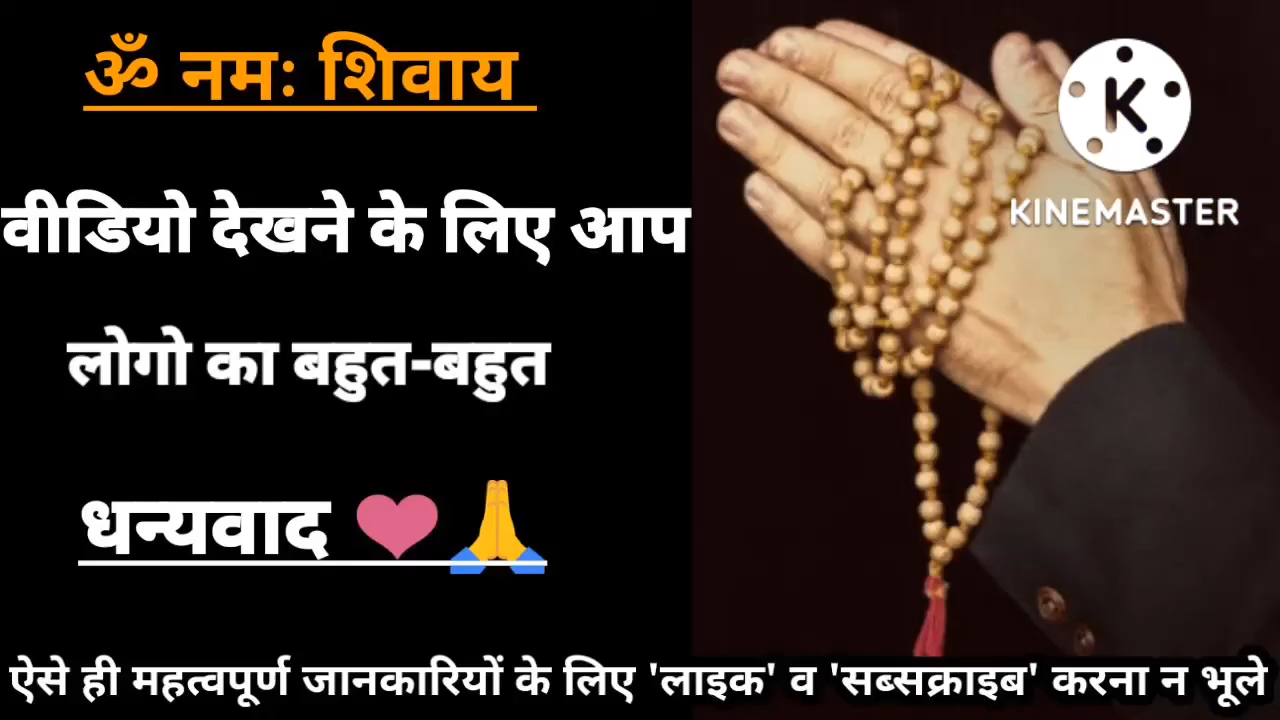 ॐ नमः शिवाय
वीडियो देखने के लिए आप
लोगो का बहुत-बहुत
धन्यवाद ❤🙏
K
KINEMASTER
ऐसे ही महत्वपूर्ण जानकारियों के लिए 'लाइक' व 'सब्सक्राइब' करना न भूले